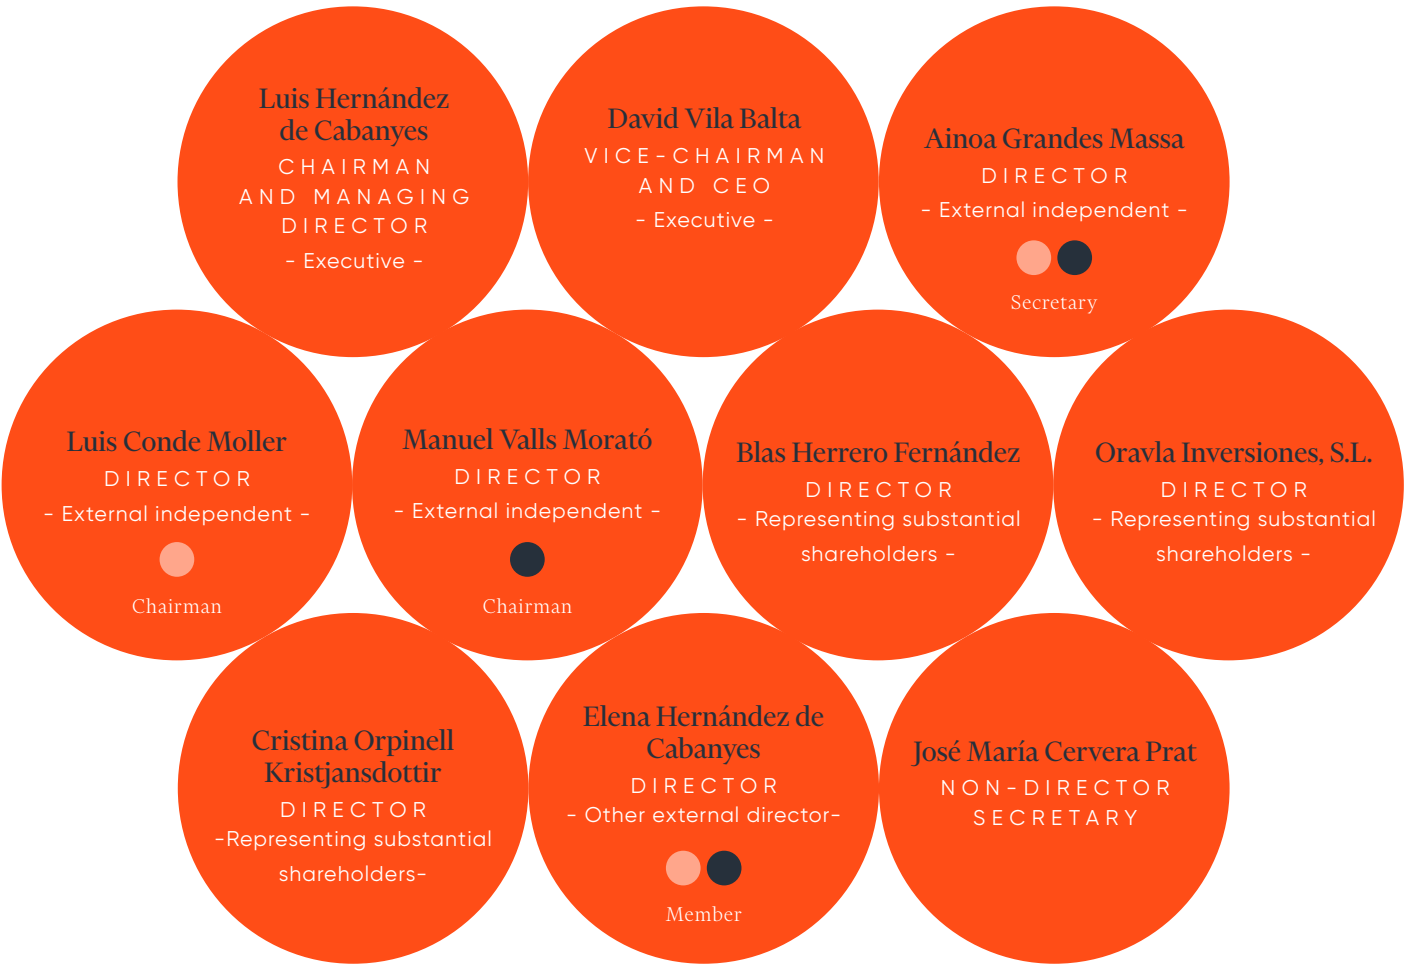 Luis Hernández
de Cabanyes
CHAIRMAN
AND MANAGING
DIRECTOR
- Executive -
David Vila Balta
VICE-CHAIRMAN
AND CEO
- Executive -
Ainoa Grandes Massa
DIRECTOR
- External independent -
Secretary
Luis Conde Moller
DIRECTOR
- External independent -
Chairman
Manuel Valls Morató
DIRECTOR
- External independent -
Chairman
Blas Herrero Fernández
DIRECTOR
- Representing substantial
shareholders -
Oravla Inversiones, S.L.
DIRECTOR
- Representing substantial
shareholders -
Cristina Orpinell
Kristjansdottir
DIRECTOR
-Representing substantial
shareholders-
Elena Hernández de
Cabanyes
DIRECTOR
- Other external director-
Member
José María Cervera Prat
NON-DIRECTOR
SECRETARY